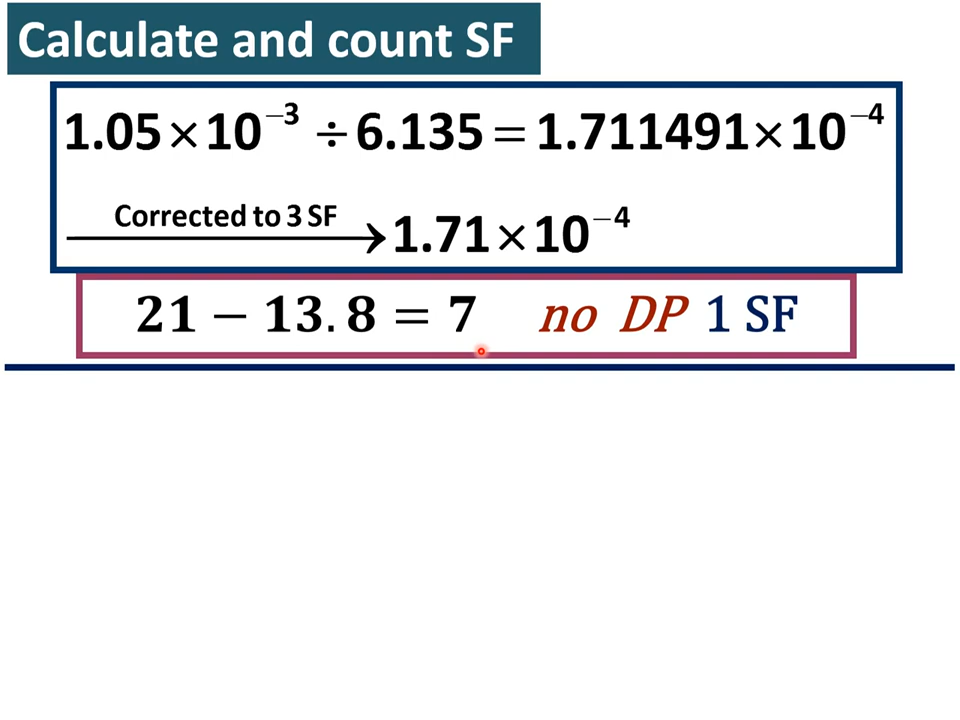 Calculate and count SF
1.05×10⁻³ ÷ 6.135 = 1.711491×10⁻⁴
Corrected to 3 SF
⟶ 1.71×10⁻⁴
21 − 13.8 = 7 no DP 1 SF